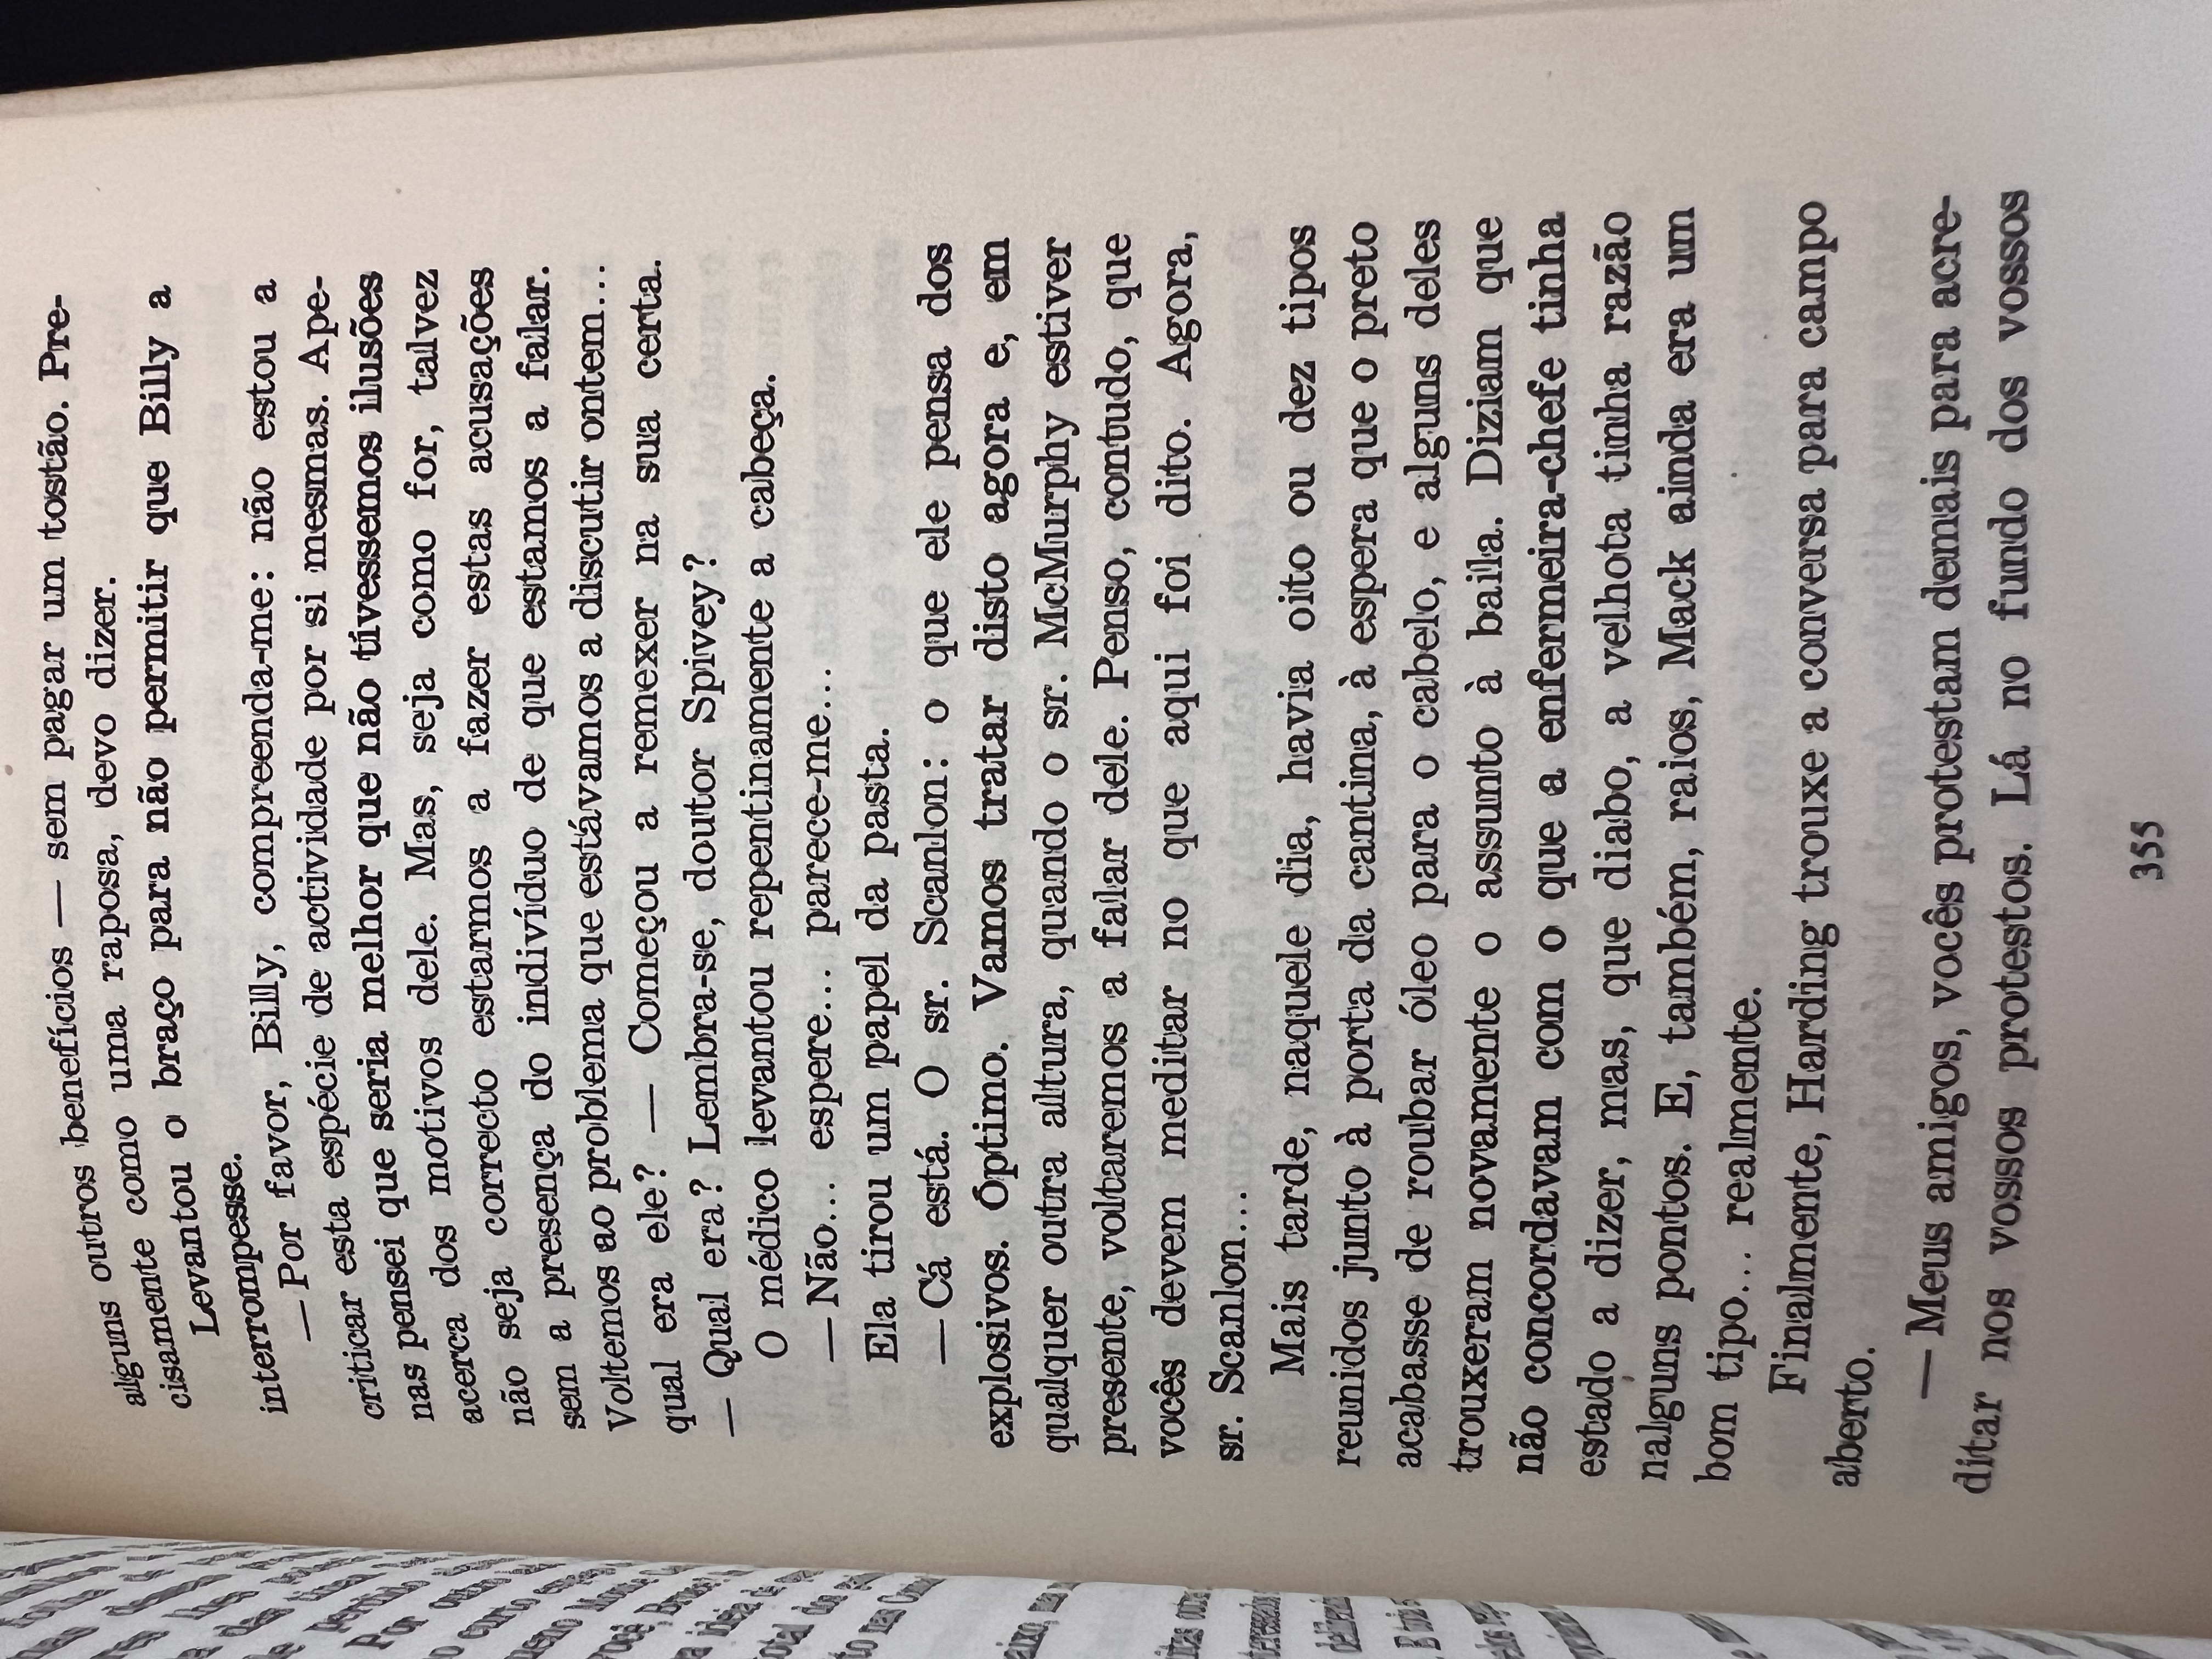 alguns outros benefícios — sem pagar um tostão. Pre-
cisamente como uma raposa, devo dizer.
Levantou o braço para não permitir que Billy a
interrompesse.
— Por favor, Billy, compreenda-me: não estou a
criticar esta espécie de actividade por si mesmas. Ape-
nas pensei que seria melhor que não tívessemos ilusões
acerca dos motivos dele. Mas, seja como for, talvez
não seja correcto estarmos a fazer estas acusações
sem a presença do indivíduo de que estamos a falar.
Voltemos ao problema que estávamos a discutir ontem...
qual era ele? — Começou a remexer na sua certa.
— Qual era? Lembra-se, doutor Spivey?
O médico levantou repentinamente a cabeça.
— Não... espere... parece-me...
Ela tirou um papel da pasta.
— Cá está. O sr. Scanlon: o que ele pensa dos
explosivos. Óptimo. Vamos tratar disto agora e, em
qualquer outra altura, quando o sr. McMurphy estiver
presente, voltaremos a falar dele. Penso, contudo, que
vocês devem meditar no que aqui foi dito. Agora,
sr. Scanlon...
Mais tarde, naquele dia, havia oito ou dez tipos
reunidos junto à porta da cantina, à espera que o preto
acabasse de roubar óleo para o cabelo, e alguns deles
trouxeram novamente o assunto à baila. Diziam que
não concordavam com o que a enfermeira-chefe tinha
estado a dizer, mas, que diabo, a velhota tinha razão
nalguns pontos. E, também, raios, Mack ainda era um
bom tipo... realmente.
Finalmente, Harding trouxe a conversa para campo
aberto.
— Meus amigos, vocês protestam demais para acre-
ditar nos vossos protestos. Lá no fundo dos vossos
355